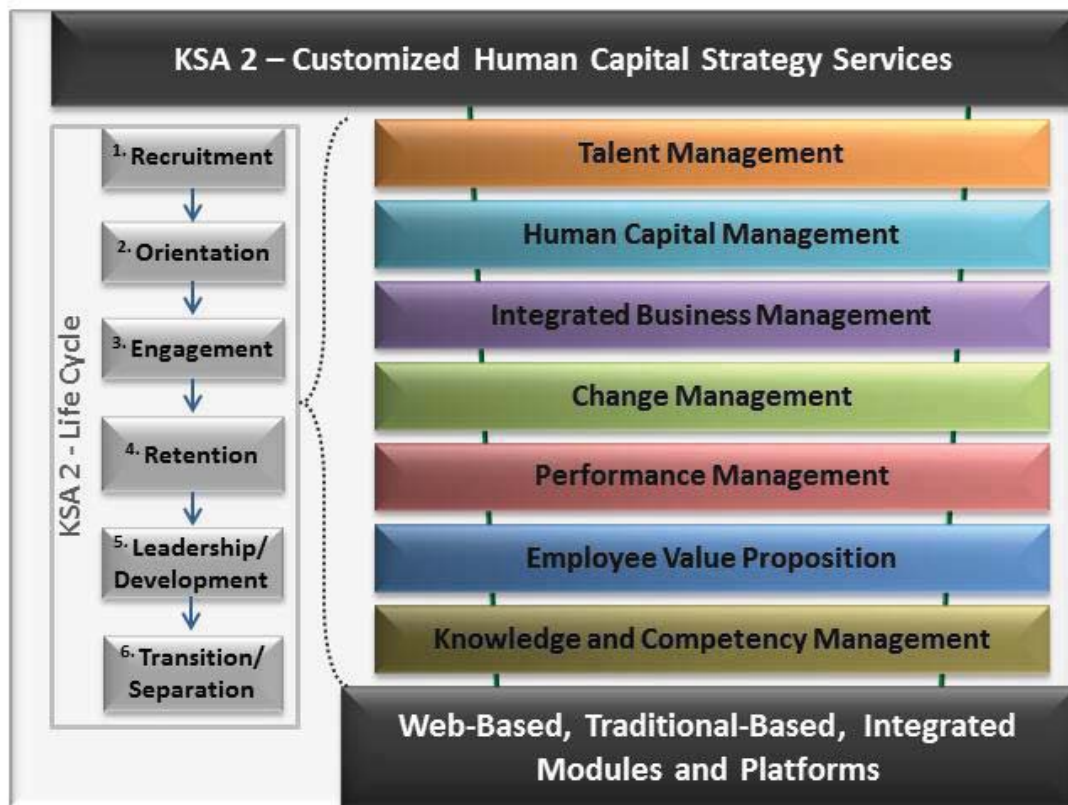 KSA 2 – Customized Human Capital Strategy Services
KSA 2 - Life Cycle
1. Recruitment
2. Orientation
3. Engagement
4. Retention
5. Leadership/
Development
6. Transition/
Separation
Talent Management
Human Capital Management
Integrated Business Management
Change Management
Performance Management
Employee Value Proposition
Knowledge and Competency Management
Web-Based, Traditional-Based, Integrated
Modules and Platforms